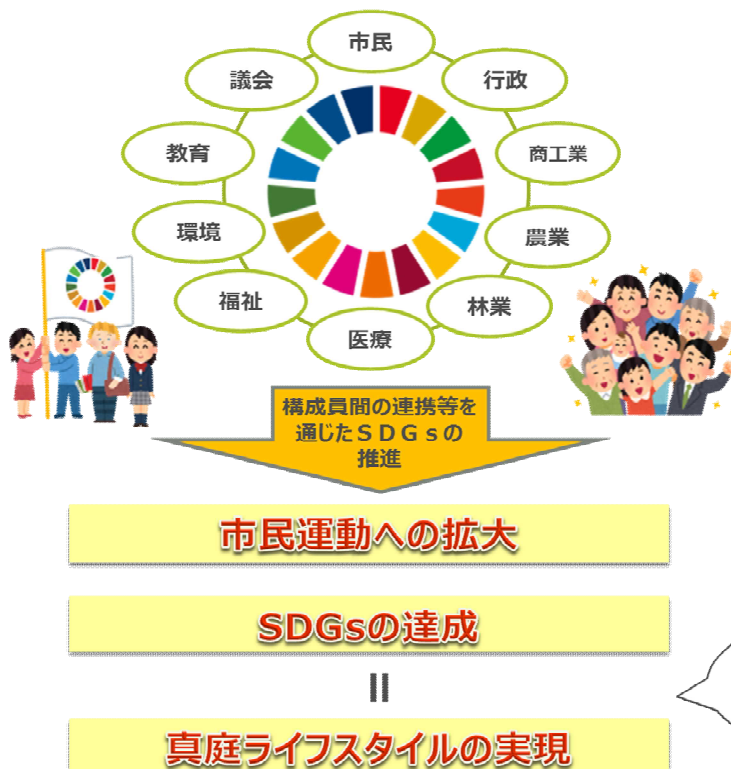 市民
議会
行政
教育
商工業
環境
農業
福祉
林業
医療
構成員間の連携等を
通じたＳＤＧｓの
推進
市民運動への拡大
SDGsの達成
=
真庭ライフスタイルの実現